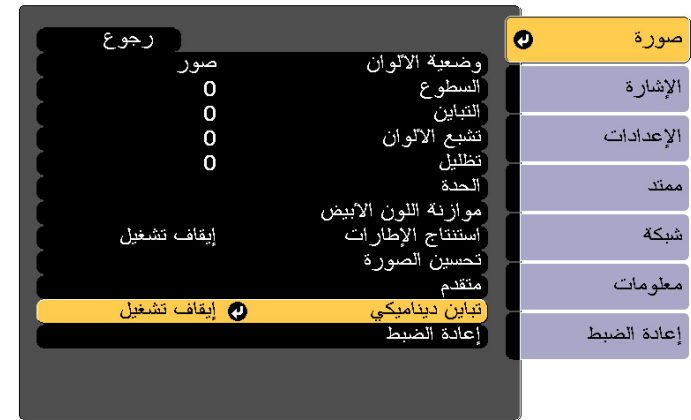 صورة
الإشارة
الإعدادات
ممتد
شبكة
معلومات
إعادة الضبط
رجوع
وضعية الألوان صور
السطوع 0
التباين 0
تشبع الألوان 0
تظليل 0
الحدة
موازنة اللون الأبيض
استنتاج الإطارات إيقاف تشغيل
تحسين الصورة
متقدم
تباين ديناميكي إيقاف تشغيل
إعادة الضبط